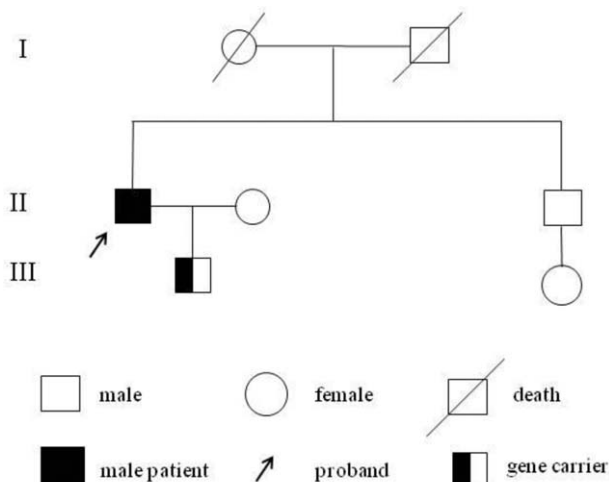 I
II
III
male
female
death
male patient
proband
gene carrier